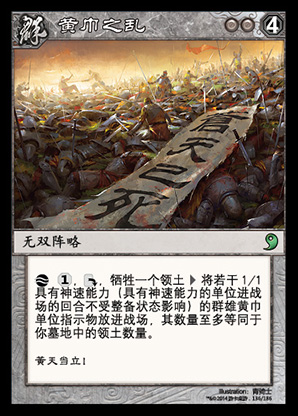 群 黄巾之乱 4
蒼天已死
无双阵略
1，，牺牲一个领土▶将若干1/1
具有神速能力（具有神速能力的单位进战
场的回合不受整备状态影响）的群雄黄巾
单位指示物放进战场，其数量至多等同于
你墓地中的领土数量。
黄天当立！
Illustration：青骑士